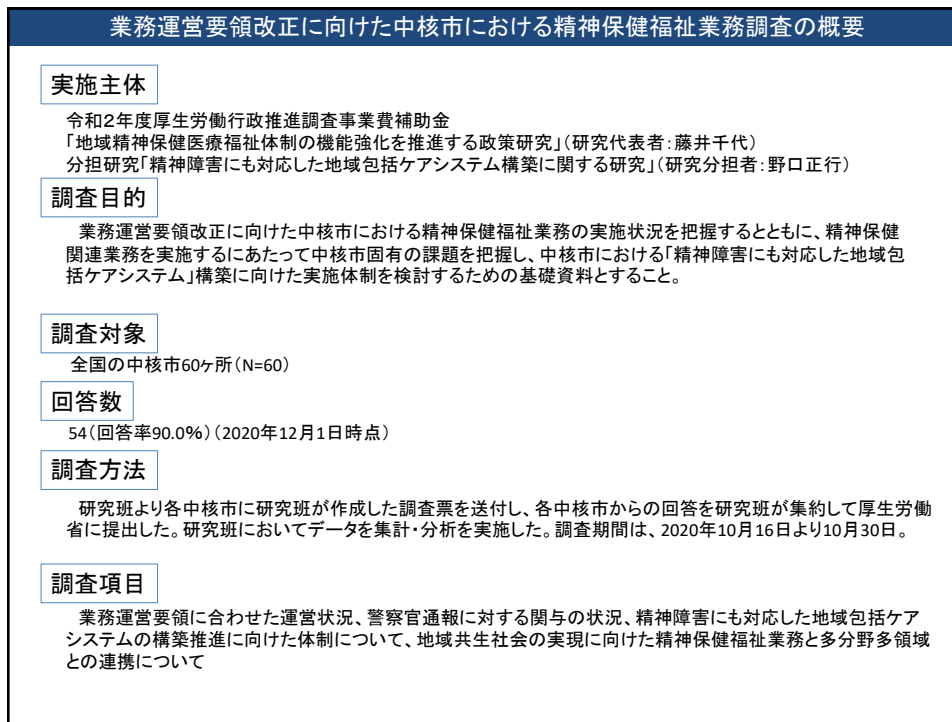 業務運営要領改正に向けた中核市における精神保健福祉業務調査の概要
実施主体
令和２年度厚生労働行政推進調査事業費補助金
「地域精神保健医療福祉体制の機能強化を推進する政策研究」(研究代表者：藤井千代)
分担研究「精神障害にも対応した地域包括ケアシステム構築に関する研究」(研究分担者：野口正行)
調査目的
業務運営要領改正に向けた中核市における精神保健福祉業務の実施状況を把握するとともに、精神保健
関連業務を実施するにあたって中核市固有の課題を把握し、中核市における「精神障害にも対応した地域包
括ケアシステム」構築に向けた実施体制を検討するための基礎資料とすること。
調査対象
全国の中核市60ヶ所(N=60)
回答数
54(回答率90.0%)(2020年12月1日時点)
調査方法
研究班より各中核市に研究班が作成した調査票を送付し、各中核市からの回答を研究班が集約して厚生労働
省に提出した。研究班においてデータを集計・分析を実施した。調査期間は、2020年10月16日より10月30日。
調査項目
業務運営要領に合わせた運営状況、警察官通報に対する関与の状況、精神障害にも対応した地域包括ケア
システムの構築推進に向けた体制について、地域共生社会の実現に向けた精神保健福祉業務と多分野多領域
との連携について